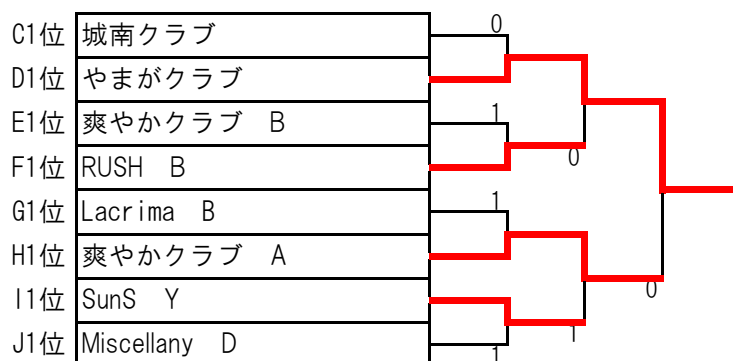 C1位 城南クラブ 0
D1位 やまがクラブ
E1位 爽やかクラブ B 1
F1位 RUSH B 0
G1位 Lacrima B 1
H1位 爽やかクラブ A
I1位 SunS Y 0
J1位 Miscellany D 1 1